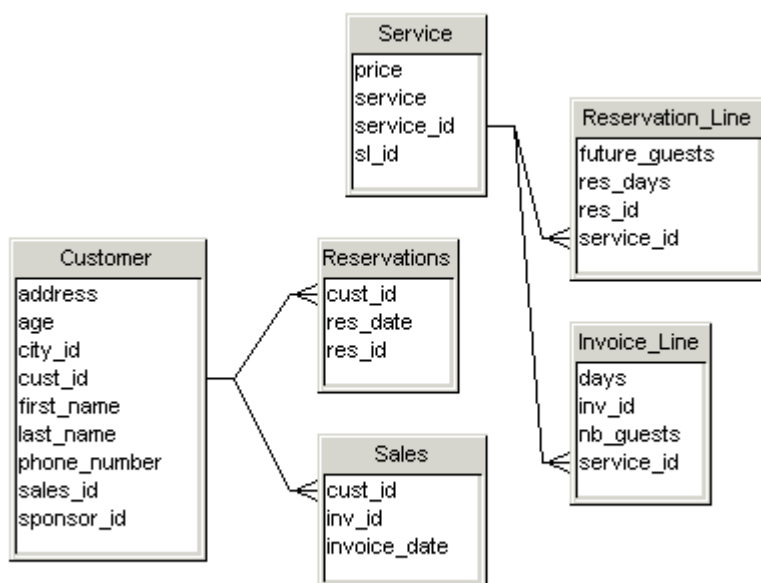 Service
price
service
service_id
sl_id
Reservation_Line
future_guests
res_days
res_id
service_id
Customer
address
age
city_id
cust_id
first_name
last_name
phone_number
sales_id
sponsor_id
Reservations
cust_id
res_date
res_id
Invoice_Line
days
inv_id
nb_guests
service_id
Sales
cust_id
inv_id
invoice_date